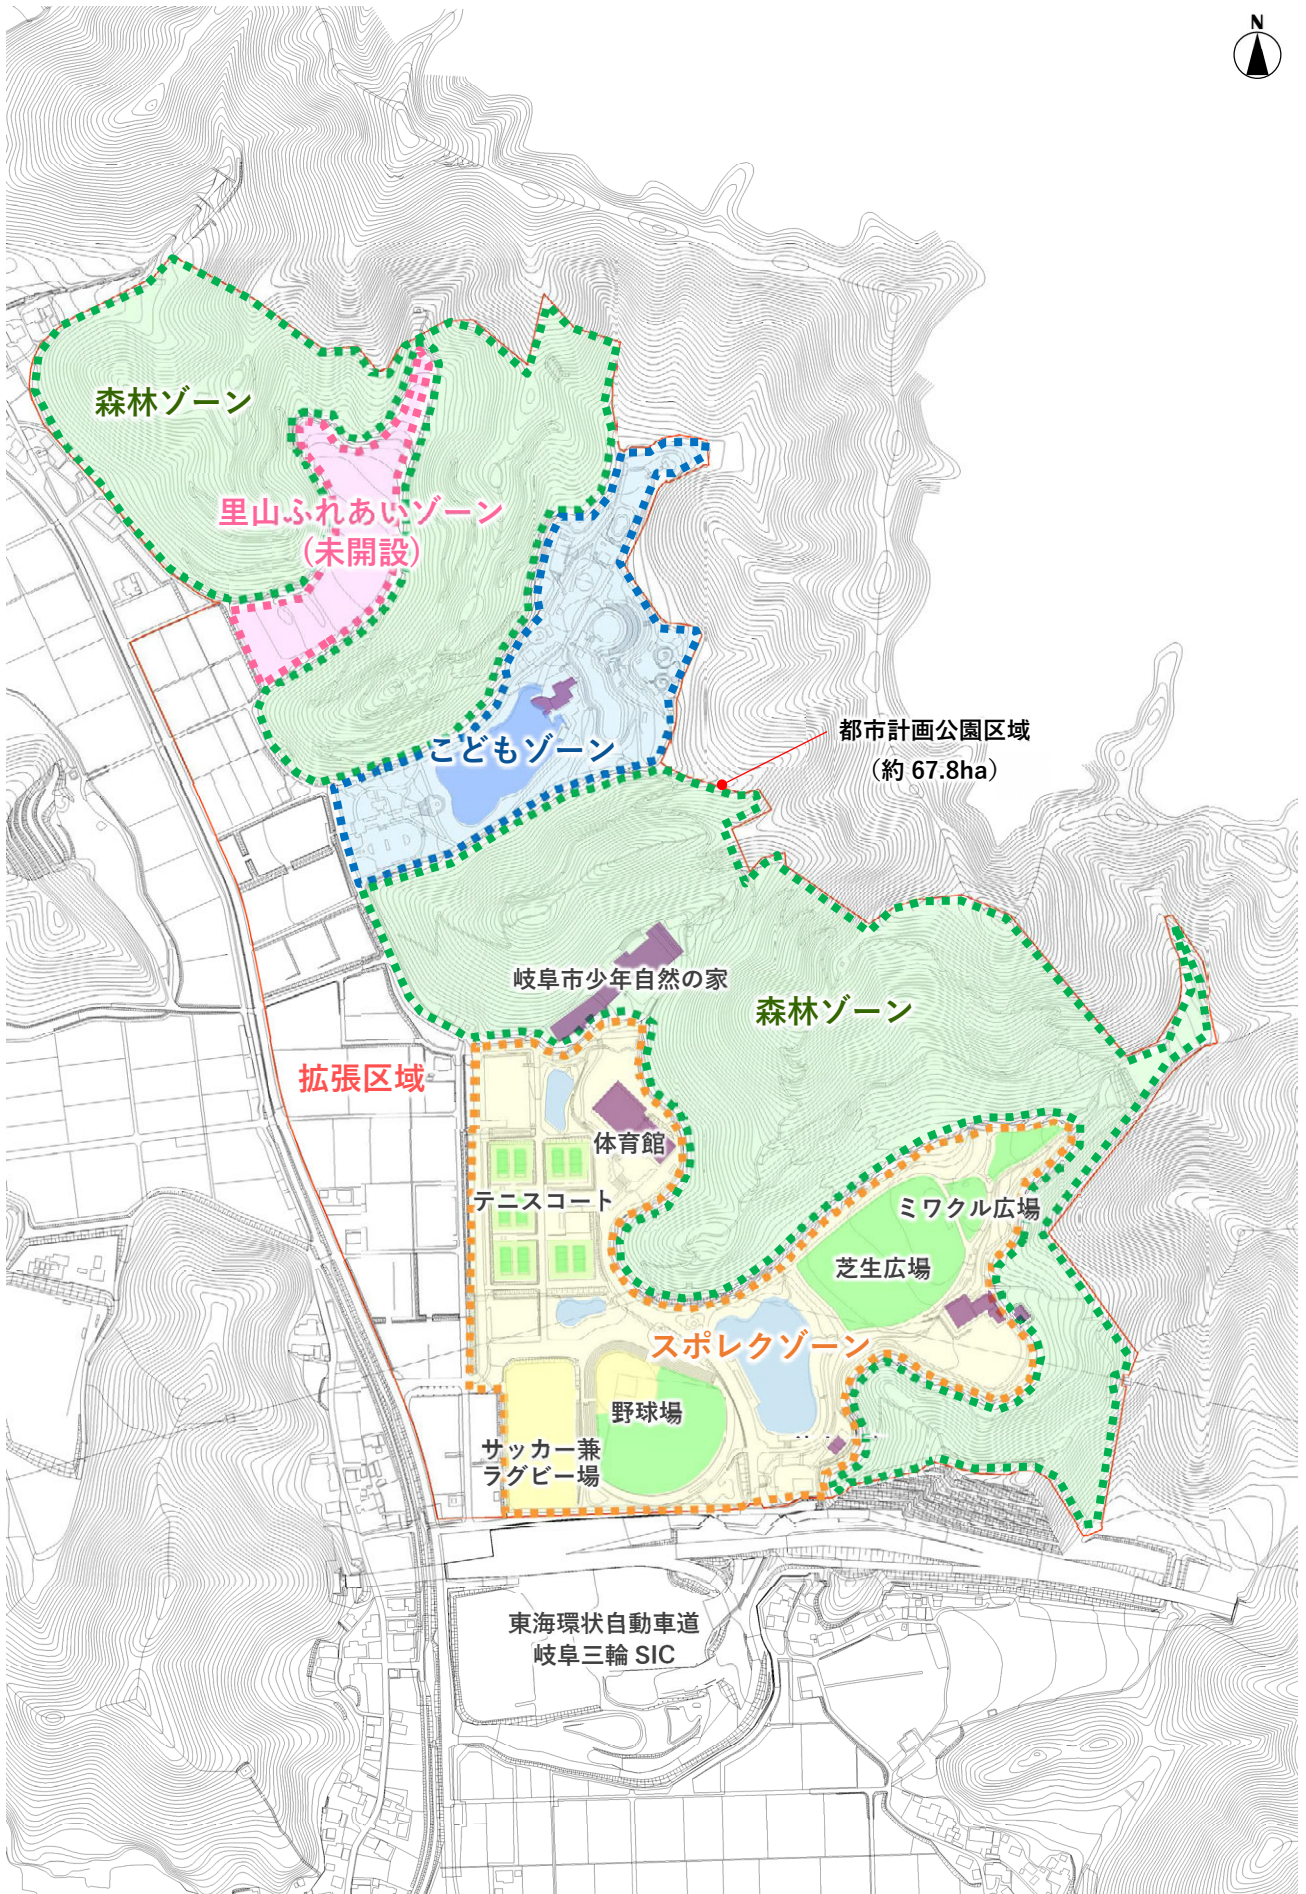 N
森林ゾーン
里山ふれあいゾーン
(未開設)
都市計画公園区域
(約 67.8ha)
こどもゾーン
岐阜市少年自然の家
森林ゾーン
拡張区域
体育館
テニスコート
ミワクル広場
芝生広場
スポレクゾーン
野球場
サッカー兼
ラグビー場
東海環状自動車道
岐阜三輪 SIC